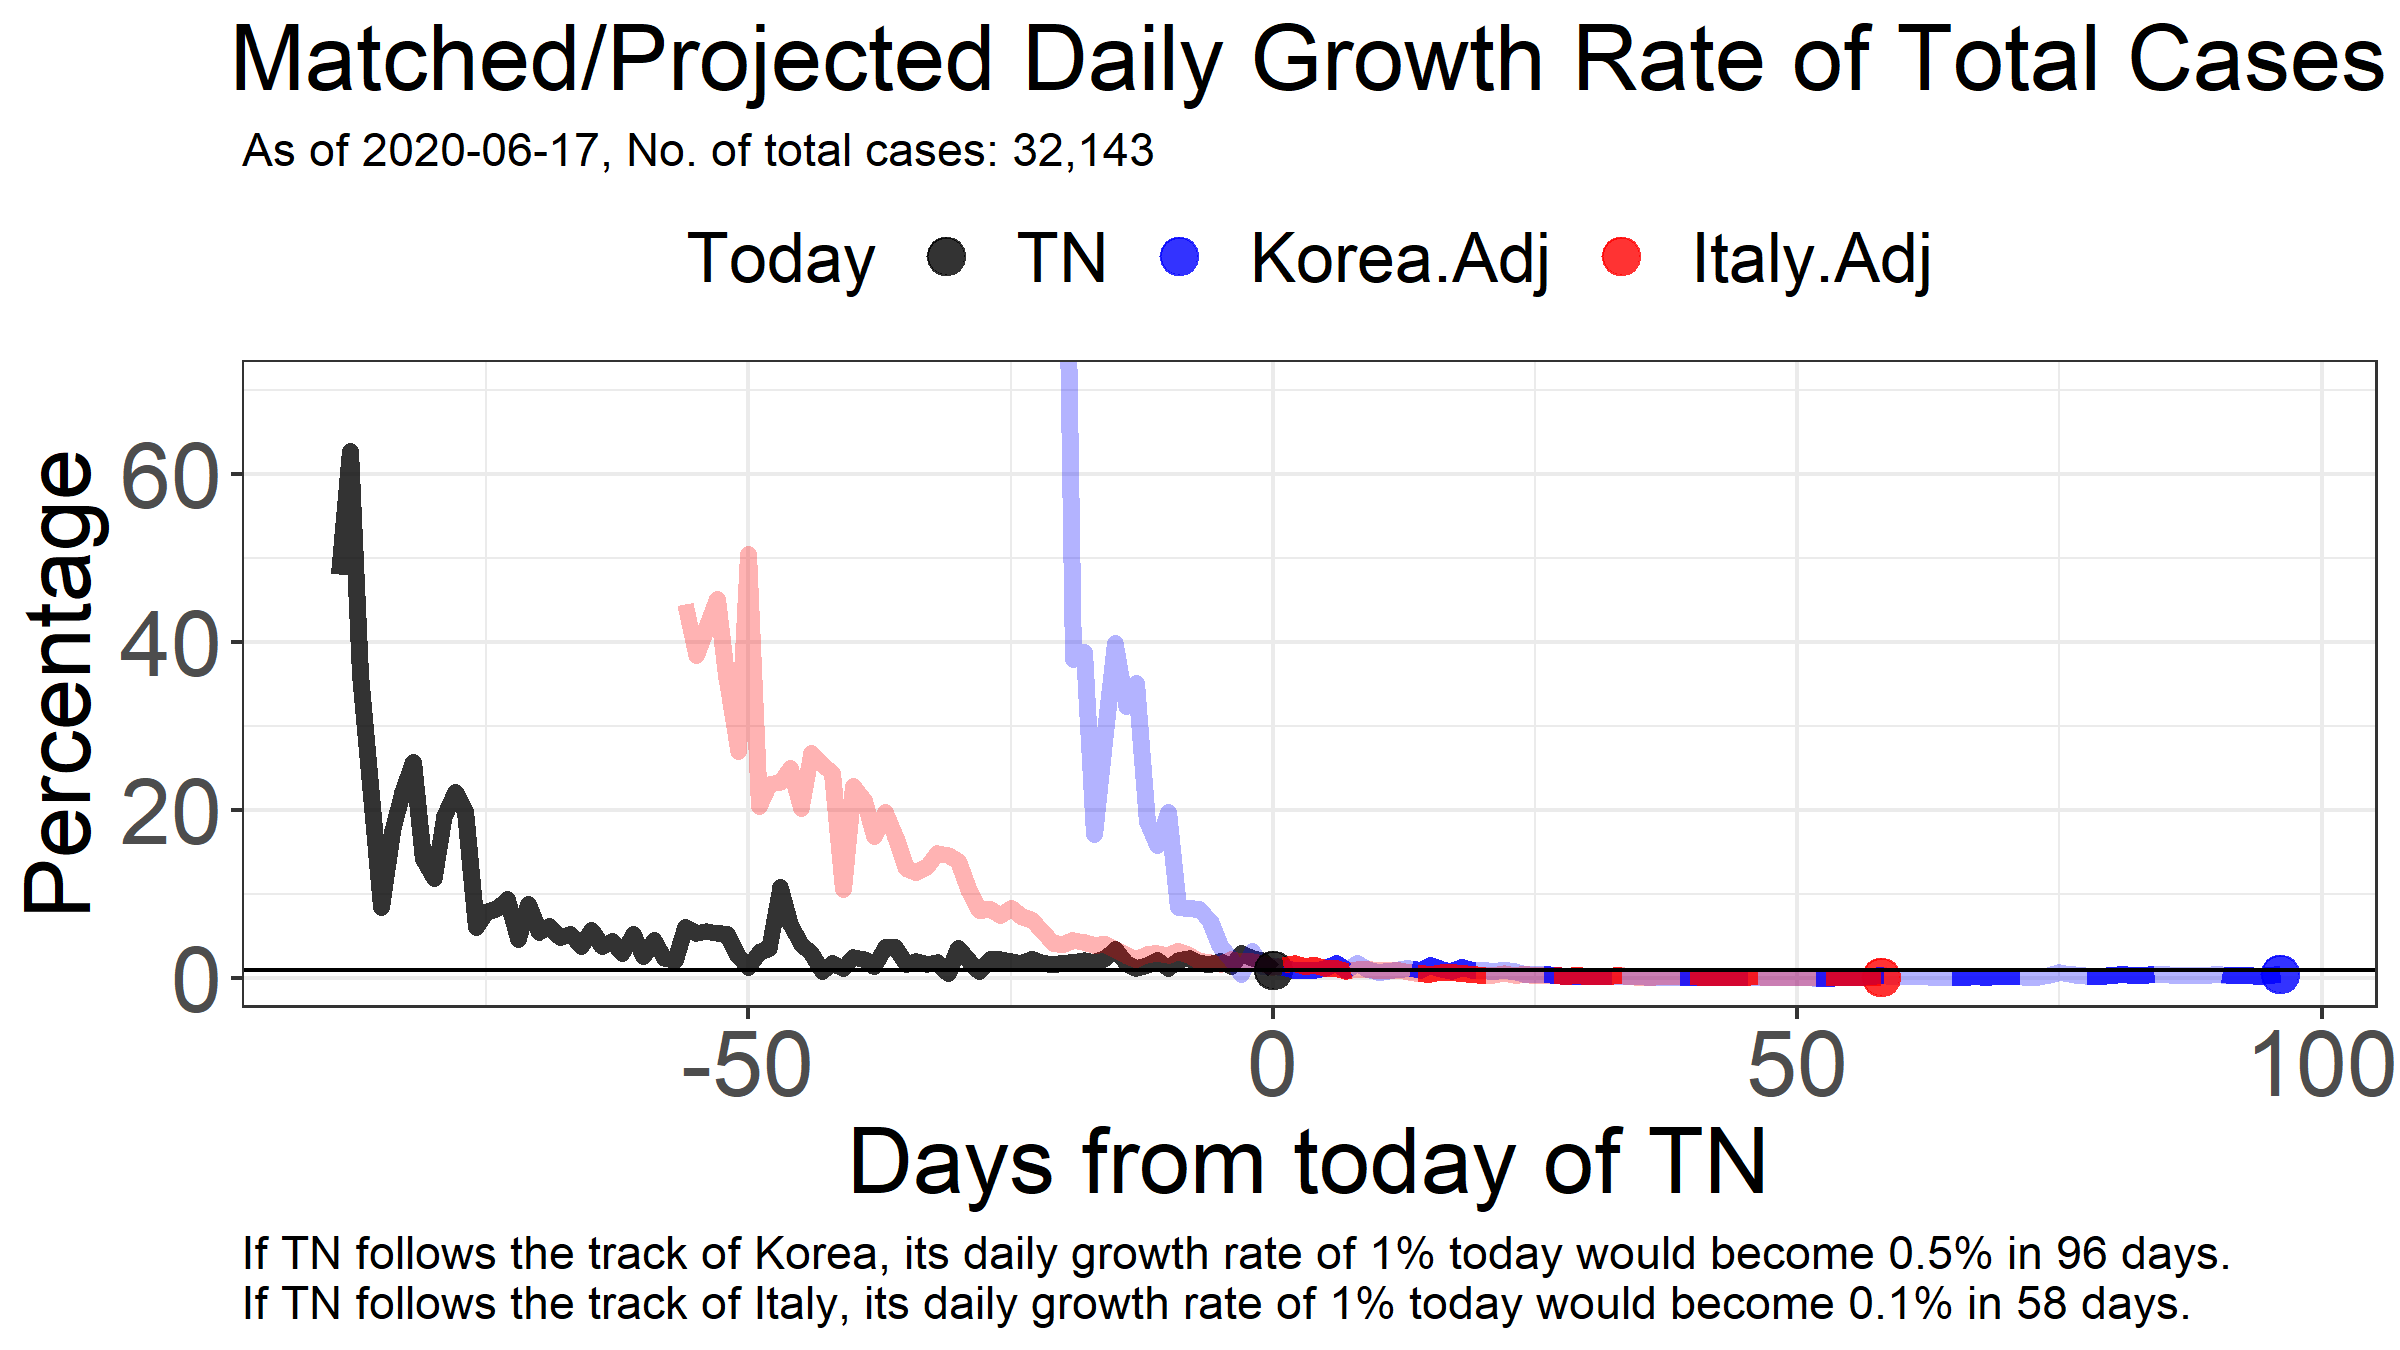 Matched/Projected Daily Growth Rate of Total Cases
As of 2020-06-17, No. of total cases: 32,143
Today TN Korea.Adj Italy.Adj
Percentage
60
40
20
0
-50 0 50 100
Days from today of TN
If TN follows the track of Korea, its daily growth rate of 1% today would become 0.5% in 96 days.
If TN follows the track of Italy, its daily growth rate of 1% today would become 0.1% in 58 days.